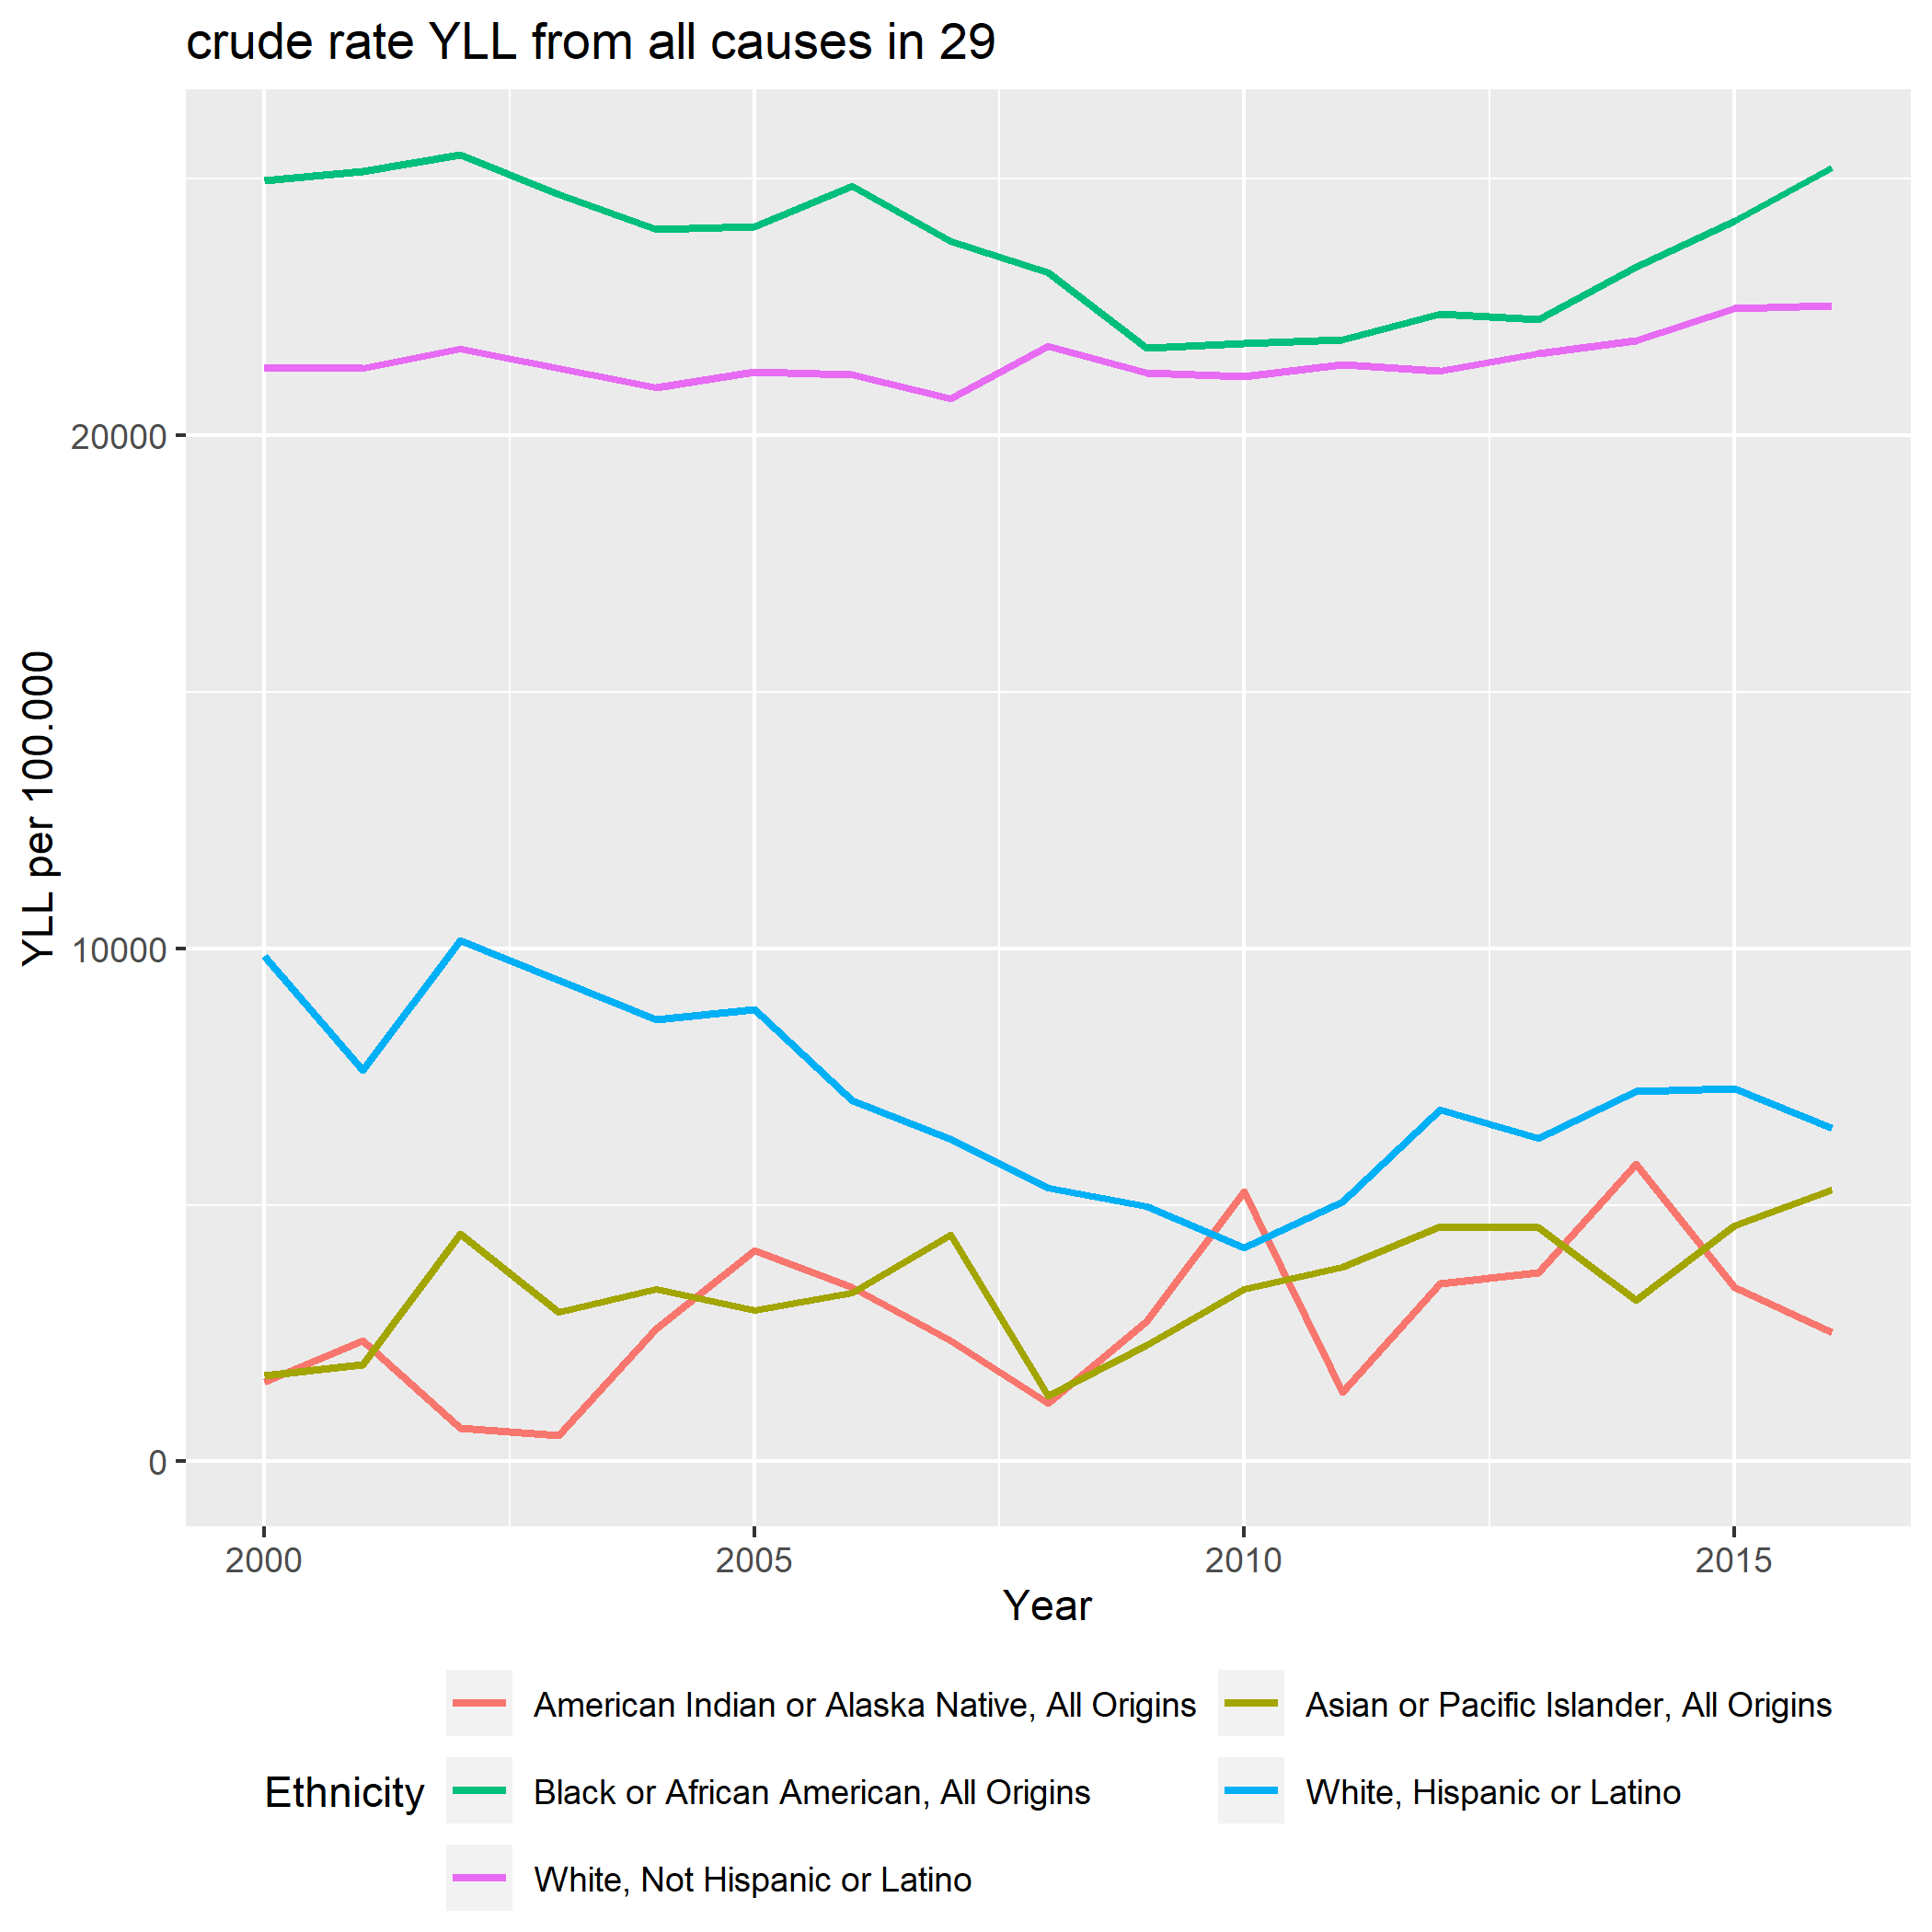 crude rate YLL from all causes in 29
YLL per 100.000
20000
10000
0
2000 2005 2010 2015
Year
Ethnicity
American Indian or Alaska Native, All Origins
Asian or Pacific Islander, All Origins
Black or African American, All Origins
White, Hispanic or Latino
White, Not Hispanic or Latino